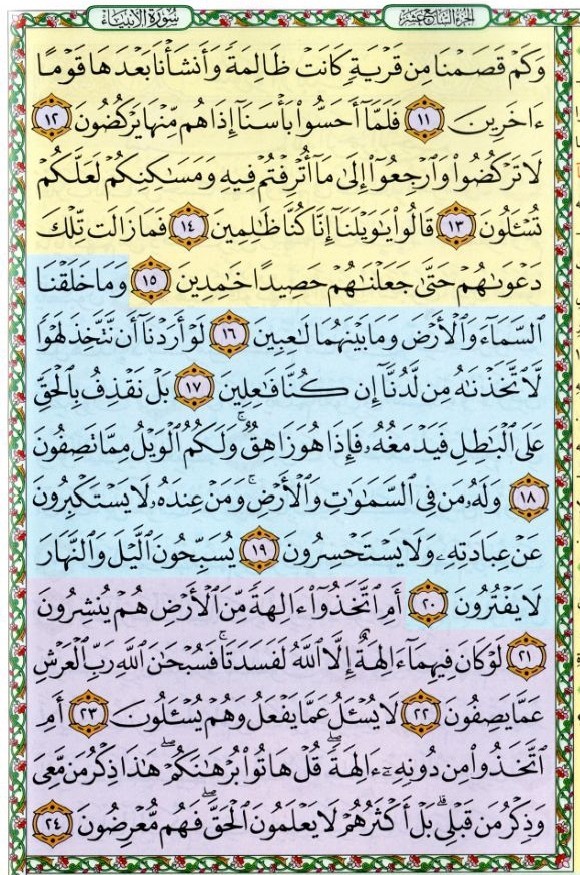 الجزء السابع عشر
سورة الأنبياء
وَكَمْ قَصَمْنَا مِن قَرْيَةٍ كَانَتْ ظَالِمَةً وَأَنشَأْنَا بَعْدَهَا قَوْمًا
ءَاخَرِينَ ١١ فَلَمَّآ أَحَسُّوا۟ بَأْسَنَآ إِذَا هُم مِّنْهَا يَرْكُضُونَ ١٢
لَا تَرْكُضُوا۟ وَٱرْجِعُوٓا۟ إِلَىٰ مَآ أُتْرِفْتُمْ فِيهِ وَمَسَـٰكِنِكُمْ لَعَلَّكُمْ
تُسْـَٔلُونَ ١٣ قَالُوا۟ يَـٰوَيْلَنَآ إِنَّا كُنَّا ظَـٰلِمِينَ ١٤ فَمَا زَالَت تِّلْكَ
دَعْوَىٰهُمْ حَتَّىٰ جَعَلْنَـٰهُمْ حَصِيدًا خَـٰمِدِينَ ١٥ وَمَا خَلَقْنَا
ٱلسَّمَآءَ وَٱلْأَرْضَ وَمَا بَيْنَهُمَا لَـٰعِبِينَ ١٦ لَوْ أَرَدْنَآ أَن نَّتَّخِذَ لَهْوًا
لَّٱتَّخَذْنَـٰهُ مِن لَّدُنَّآ إِن كُنَّا فَـٰعِلِينَ ١٧ بَلْ نَقْذِفُ بِٱلْحَقِّ
عَلَى ٱلْبَـٰطِلِ فَيَدْمَغُهُۥ فَإِذَا هُوَ زَاهِقٌ ۚ وَلَكُمُ ٱلْوَيْلُ مِمَّا تَصِفُونَ
١٨ وَلَهُۥ مَن فِى ٱلسَّمَـٰوَٰتِ وَٱلْأَرْضِ ۚ وَمَنْ عِندَهُۥ لَا يَسْتَكْبِرُونَ
عَنْ عِبَادَتِهِۦ وَلَا يَسْتَحْسِرُونَ ١٩ يُسَبِّحُونَ ٱلَّيْلَ وَٱلنَّهَارَ
لَا يَفْتُرُونَ ٢٠ أَمِ ٱتَّخَذُوٓا۟ ءَالِهَةً مِّنَ ٱلْأَرْضِ هُمْ يُنشِرُونَ
٢١ لَوْ كَانَ فِيهِمَآ ءَالِهَةٌ إِلَّا ٱللَّهُ لَفَسَدَتَا ۚ فَسُبْحَـٰنَ ٱللَّهِ رَبِّ ٱلْعَرْشِ
عَمَّا يَصِفُونَ ٢٢ لَا يُسْـَٔلُ عَمَّا يَفْعَلُ وَهُمْ يُسْـَٔلُونَ ٢٣ أَمِ
ٱتَّخَذُوا۟ مِن دُونِهِۦٓ ءَالِهَةً ۖ قُلْ هَاتُوا۟ بُرْهَـٰنَكُمْ ۖ هَـٰذَا ذِكْرُ مَن مَّعِىَ
وَذِكْرُ مَن قَبْلِى ۗ بَلْ أَكْثَرُهُمْ لَا يَعْلَمُونَ ٱلْحَقَّ ۖ فَهُم مُّعْرِضُونَ ٢٤